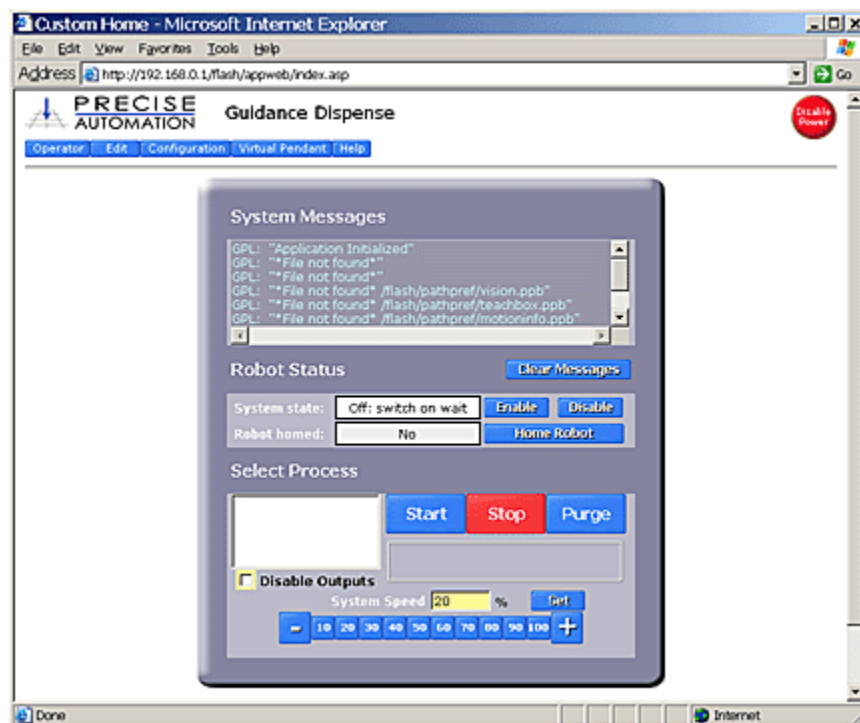 Custom Home - Microsoft Internet Explorer
File Edit View Favorites Tools Help
Address http://192.168.0.1/flash/appweb/index.asp Go
PRECISE AUTOMATION Guidance Dispense Disable Power
Operator Edit Configuration Virtual Pendant Help
System Messages
GPL: "Application Initialized"
GPL: "*File not found*"
GPL: "*File not found*"
GPL: "*File not found* /flash/pathpref/vision.ppb"
GPL: "*File not found* /flash/pathpref/teachbox.ppb"
GPL: "*File not found* /flash/pathpref/motioninfo.ppb"
Robot Status Clear Messages
System state: Off: switch on wait Enable Disable
Robot homed: No Home Robot
Select Process
Start Stop Purge
Disable Outputs
System Speed 20 % Set
- 10 20 30 40 50 60 70 80 90 100 +
Done Internet